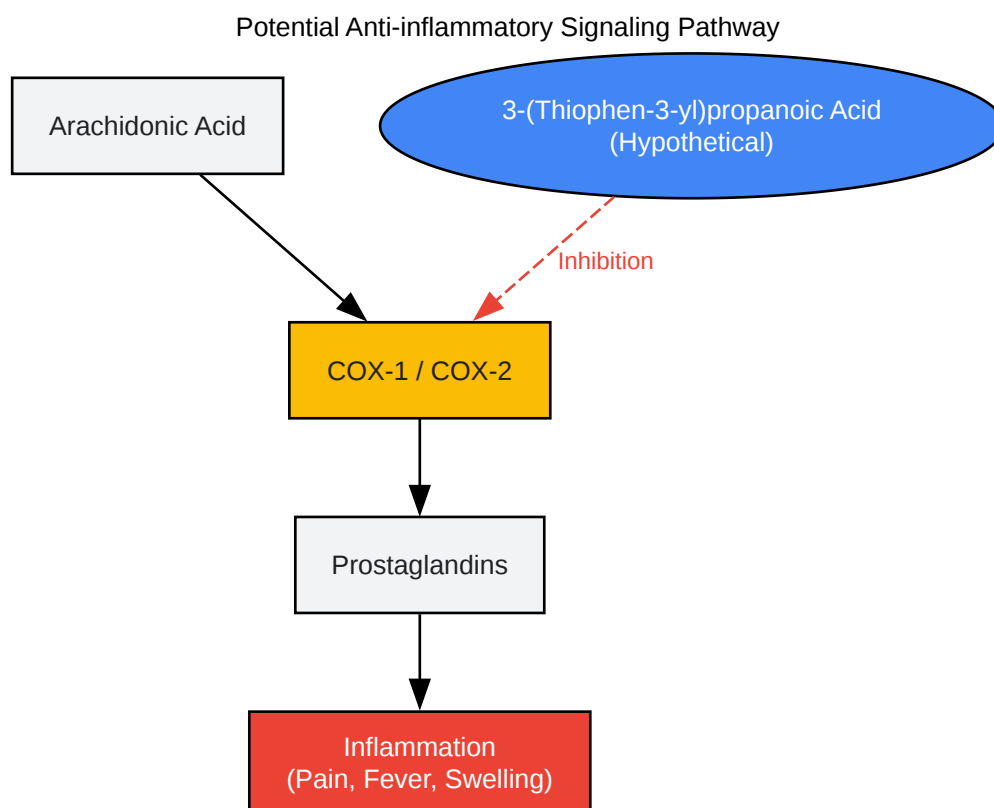 Potential Anti-inflammatory Signaling Pathway
Arachidonic Acid
3-(Thiophen-3-yl)propanoic Acid
(Hypothetical)
Inhibition
COX-1 / COX-2
Prostaglandins
Inflammation
(Pain, Fever, Swelling)